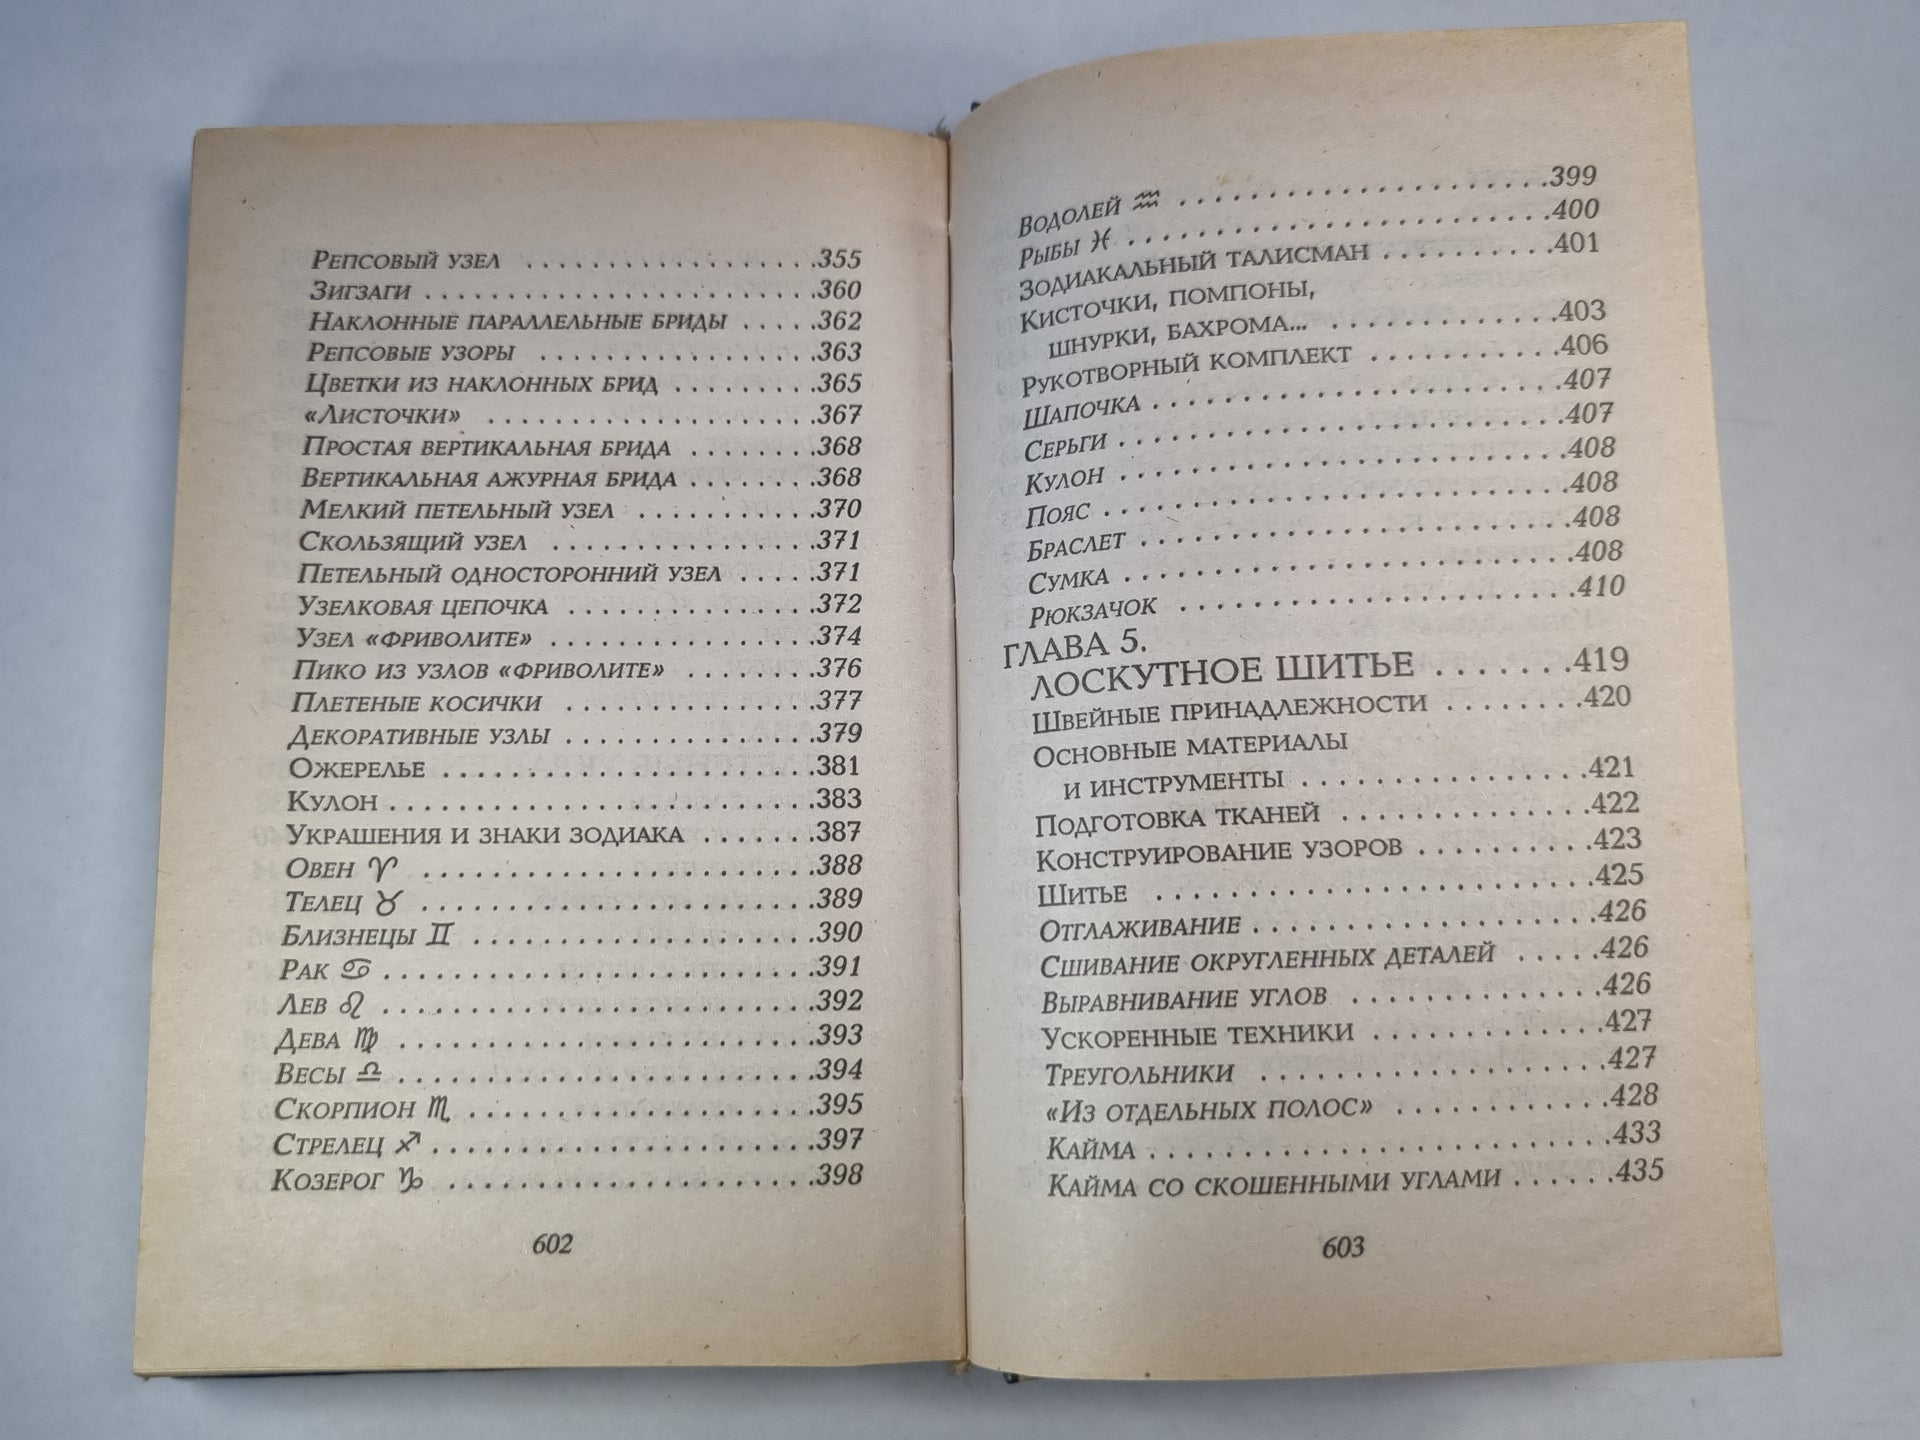 Репсовый узел . . . . . . . . . . . . . . . . . . . .355
Зигзаги . . . . . . . . . . . . . . . . . . . . . . . . . . .360
Наклонные параллельные бриды . . . . .362
Репсовые узоры . . . . . . . . . . . . . . . . . . .363
Цветки из наклонных брид . . . . . . . . . .365
«Листочки» . . . . . . . . . . . . . . . . . . . . . . .367
Простая вертикальная брида . . . . . . . . .368
Вертикальная ажурная брида . . . . . . . . .368
Мелкий петельный узел . . . . . . . . . . . .370
Скользящий узел . . . . . . . . . . . . . . . . . .371
Петельный односторонний узел . . . . .371
Узелковая цепочка . . . . . . . . . . . . . . . . .372
Узел «фриволите» . . . . . . . . . . . . . . . . . .374
Пико из узлов «фриволите» . . . . . . . . .376
Плетеные косички . . . . . . . . . . . . . . . . .377
Декоративные узлы . . . . . . . . . . . . . . . . .379
Ожерелье . . . . . . . . . . . . . . . . . . . . . . . . . .381
Кулон . . . . . . . . . . . . . . . . . . . . . . . . . . . . .383
Украшения и знаки зодиака . . . . . . . .387
Овен ♈ . . . . . . . . . . . . . . . . . . . . . . . . . . .388
Телец ♉ . . . . . . . . . . . . . . . . . . . . . . . . . . .389
Близнецы ♊ . . . . . . . . . . . . . . . . . . . . . . .390
Рак ♋ . . . . . . . . . . . . . . . . . . . . . . . . . . . . .391
Лев ♌ . . . . . . . . . . . . . . . . . . . . . . . . . . . . .392
Дева ♍ . . . . . . . . . . . . . . . . . . . . . . . . . . . .393
Весы ♎ . . . . . . . . . . . . . . . . . . . . . . . . . . . .394
Скорпион ♏ . . . . . . . . . . . . . . . . . . . . . . .395
Стрелец ♐ . . . . . . . . . . . . . . . . . . . . . . . . .397
Козерог ♑ . . . . . . . . . . . . . . . . . . . . . . . . .398
602
Водолей ♒ . . . . . . . . . . . . . . . . . . . . . .399
Рыбы ♓ . . . . . . . . . . . . . . . . . . . . . . . . .400
Зодиакальный талисман . . . . . . . . . .401
Кисточки, помпоны,
шнурки, бахрома... . . . . . . . . . . . . . .403
Рукотворный комплект . . . . . . . . . . .406
Шапочка . . . . . . . . . . . . . . . . . . . . . . . .407
Серьги . . . . . . . . . . . . . . . . . . . . . . . . . .407
Кулон . . . . . . . . . . . . . . . . . . . . . . . . . .408
Пояс . . . . . . . . . . . . . . . . . . . . . . . . . . .408
Браслет . . . . . . . . . . . . . . . . . . . . . . . . .408
Сумка . . . . . . . . . . . . . . . . . . . . . . . . . .408
Рюкзачок . . . . . . . . . . . . . . . . . . . . . . .410
ГЛАВА 5.
ЛОСКУТНОЕ ШИТЬЕ . . . . . . .419
Швейные принадлежности . . . . . . . .420
Основные материалы
и инструменты . . . . . . . . . . . . . . . . .421
Подготовка тканей . . . . . . . . . . . . . .422
Конструирование узоров . . . . . . . . . .423
Шитье . . . . . . . . . . . . . . . . . . . . . . . . .425
Отглаживание . . . . . . . . . . . . . . . . . . .426
Сшивание округленных деталей . . . . .426
Выравнивание углов . . . . . . . . . . . . . .426
Ускоренные техники . . . . . . . . . . . . .427
Треугольники . . . . . . . . . . . . . . . . . . .427
«Из отдельных полос» . . . . . . . . . . . .428
Кайма . . . . . . . . . . . . . . . . . . . . . . . . . .433
Кайма со скошенными углами . . . . . .435
603